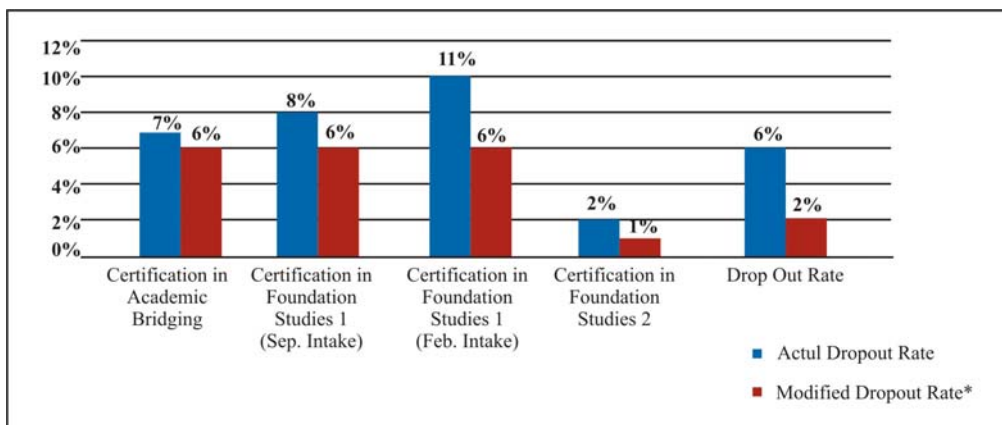 12%
10%
8%
6%
4%
2%
0%
7%
6%
8%
6%
11%
6%
2%
1%
6%
2%
Certification in
Academic
Bridging
Certification in
Foundation
Studies 1
(Sep. Intake)
Certification in
Foundation
Studies 1
(Feb. Intake)
Certification in
Foundation
Studies 2
Drop Out Rate
Actul Dropout Rate
Modified Dropout Rate*